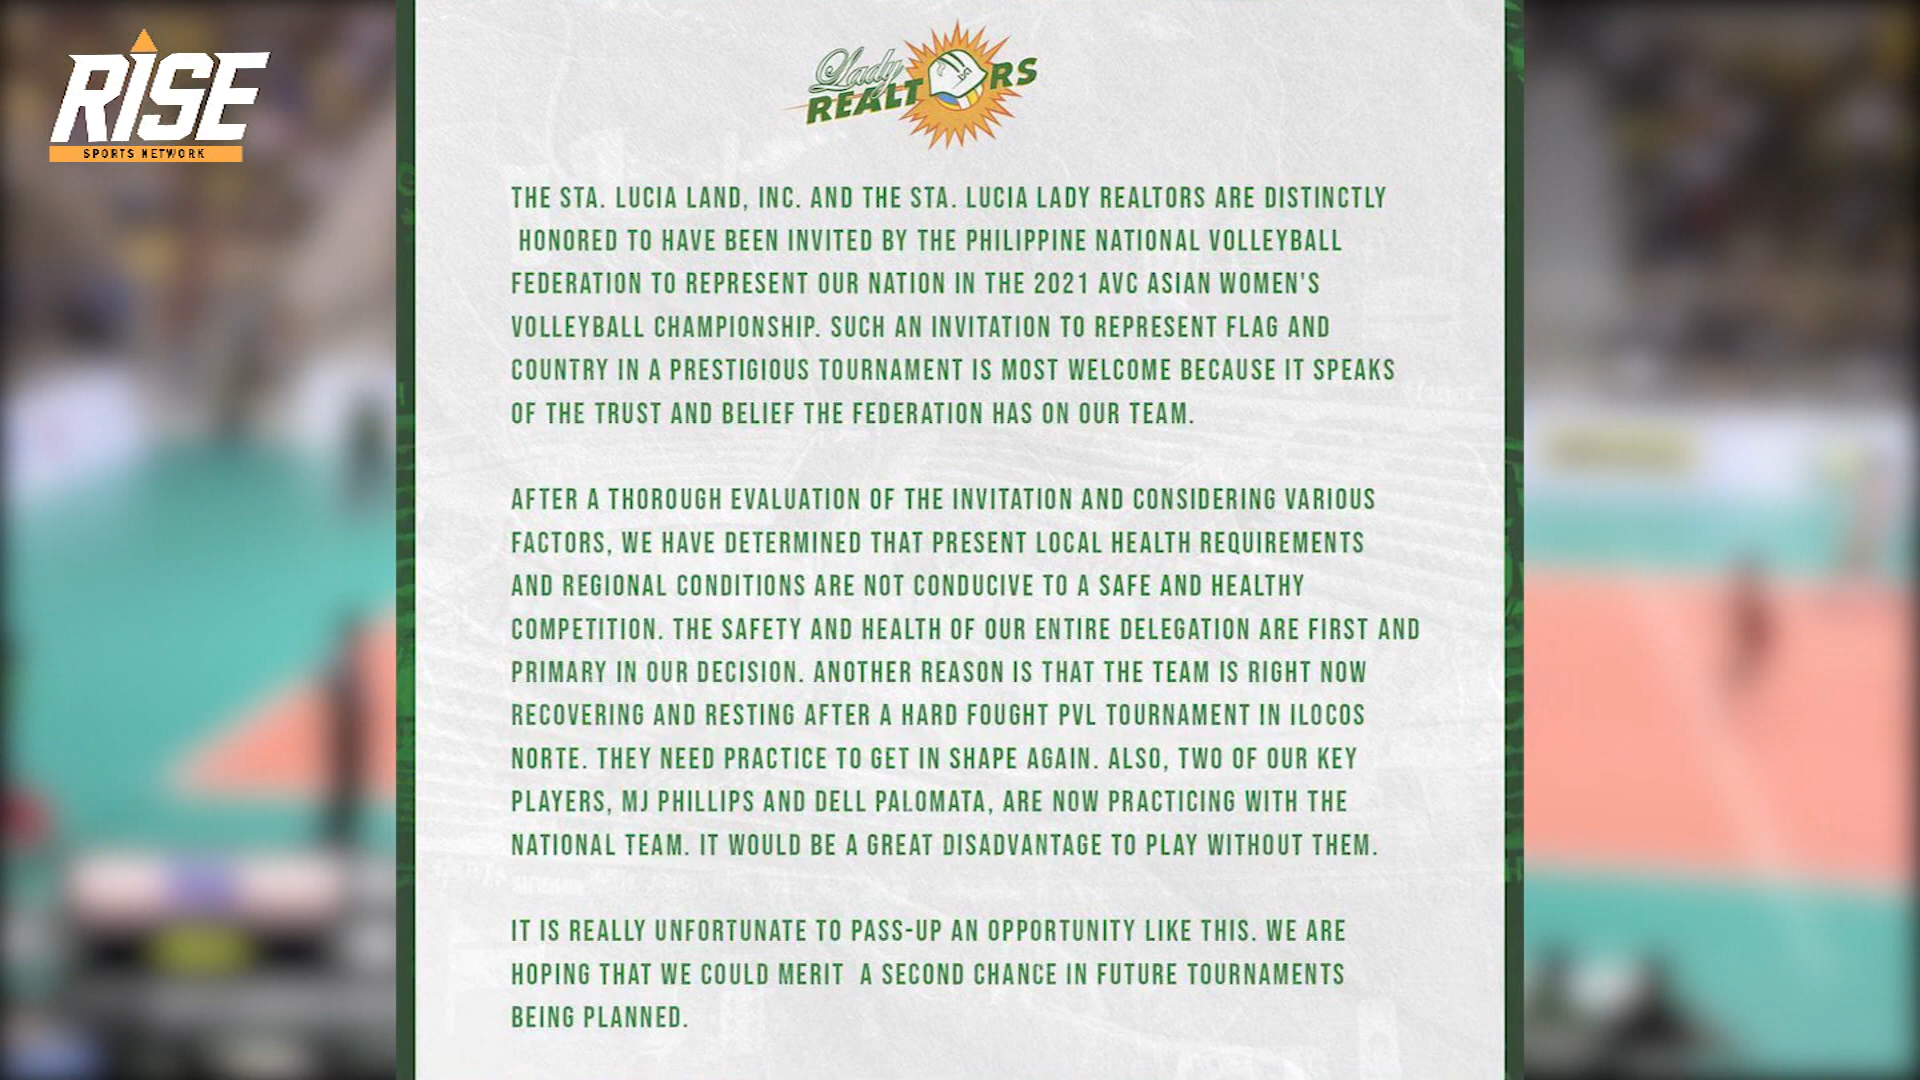 RISE
SPORTS NETWORK
Lady
REALTORS
THE STA. LUCIA LAND, INC. AND THE STA. LUCIA LADY REALTORS ARE DISTINCTLY
HONORED TO HAVE BEEN INVITED BY THE PHILIPPINE NATIONAL VOLLEYBALL
FEDERATION TO REPRESENT OUR NATION IN THE 2021 AVC ASIAN WOMEN'S
VOLLEYBALL CHAMPIONSHIP. SUCH AN INVITATION TO REPRESENT FLAG AND
COUNTRY IN A PRESTIGIOUS TOURNAMENT IS MOST WELCOME BECAUSE IT SPEAKS
OF THE TRUST AND BELIEF THE FEDERATION HAS ON OUR TEAM.
AFTER A THOROUGH EVALUATION OF THE INVITATION AND CONSIDERING VARIOUS
FACTORS, WE HAVE DETERMINED THAT PRESENT LOCAL HEALTH REQUIREMENTS
AND REGIONAL CONDITIONS ARE NOT CONDUCIVE TO A SAFE AND HEALTHY
COMPETITION. THE SAFETY AND HEALTH OF OUR ENTIRE DELEGATION ARE FIRST AND
PRIMARY IN OUR DECISION. ANOTHER REASON IS THAT THE TEAM IS RIGHT NOW
RECOVERING AND RESTING AFTER A HARD FOUGHT PVL TOURNAMENT IN ILOCOS
NORTE. THEY NEED PRACTICE TO GET IN SHAPE AGAIN. ALSO, TWO OF OUR KEY
PLAYERS, MJ PHILLIPS AND DELL PALOMATA, ARE NOW PRACTICING WITH THE
NATIONAL TEAM. IT WOULD BE A GREAT DISADVANTAGE TO PLAY WITHOUT THEM.
IT IS REALLY UNFORTUNATE TO PASS-UP AN OPPORTUNITY LIKE THIS. WE ARE
HOPING THAT WE COULD MERIT A SECOND CHANCE IN FUTURE TOURNAMENTS
BEING PLANNED.